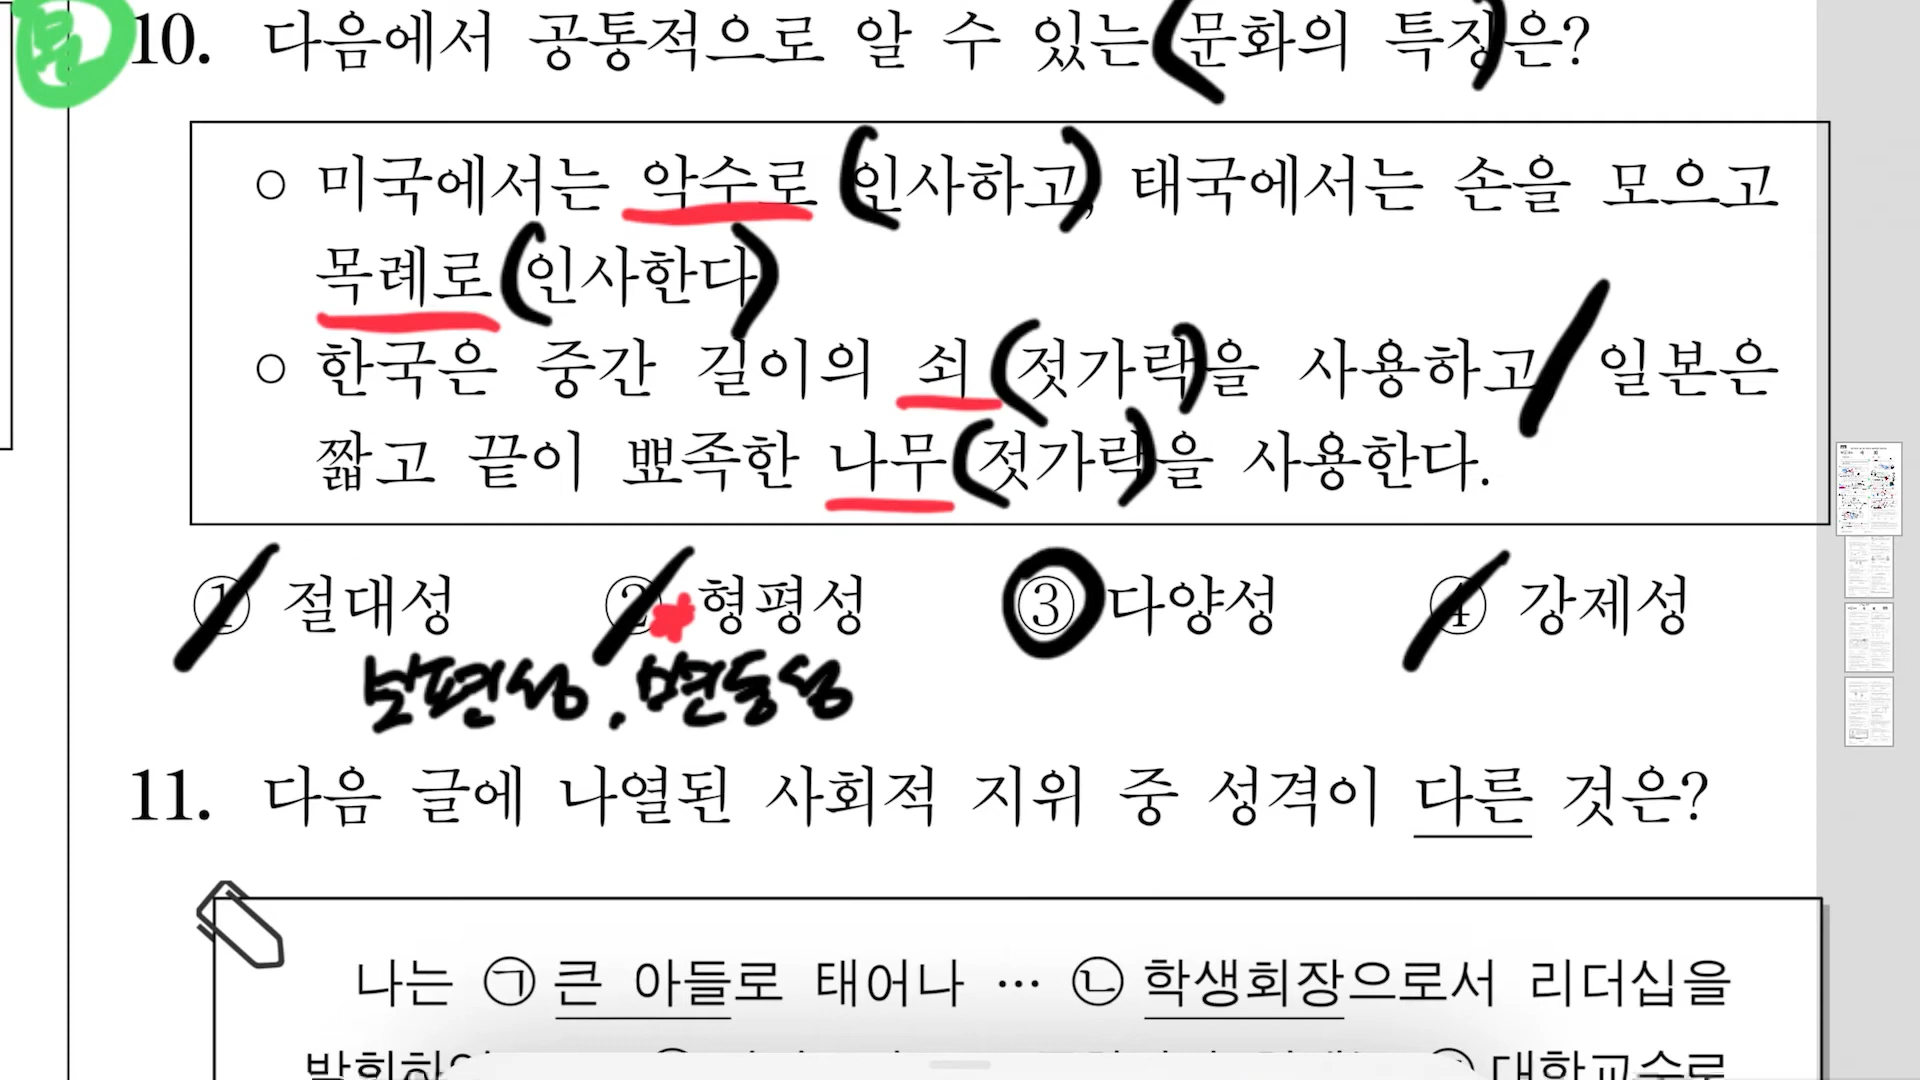 10. 다음에서 공통적으로 알 수 있는 문화의 특징은?
○ 미국에서는 악수로 인사하고, 태국에서는 손을 모으고
목례로 인사한다.
○ 한국은 중간 길이의 쇠 젓가락을 사용하고, 일본은
짧고 끝이 뾰족한 나무 젓가락을 사용한다.
① 절대성 ② 형평성 ③ 다양성 ④ 강제성
보편성, 변동성
11. 다음 글에 나열된 사회적 지위 중 성격이 다른 것은?
나는 ㉠ 큰 아들로 태어나 … ㉡ 학생회장으로서 리더십을
대학교수로